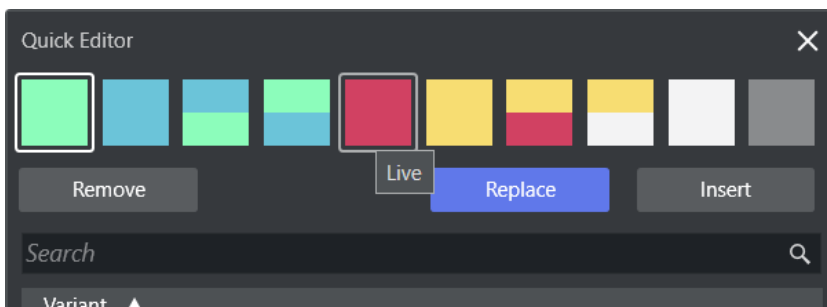 Quick Editor
Live
Remove
Replace
Insert
Search
Variant